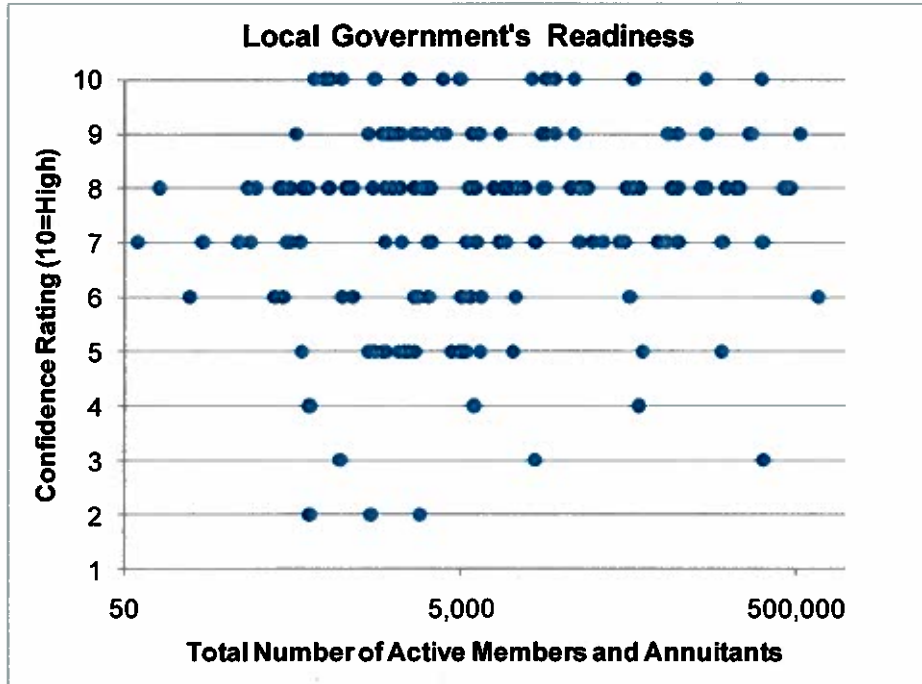 Local Government's Readiness
10
9
8
7
6
5
4
3
2
1
Confidence Rating (10=High)
50 5,000 500,000
Total Number of Active Members and Annuitants